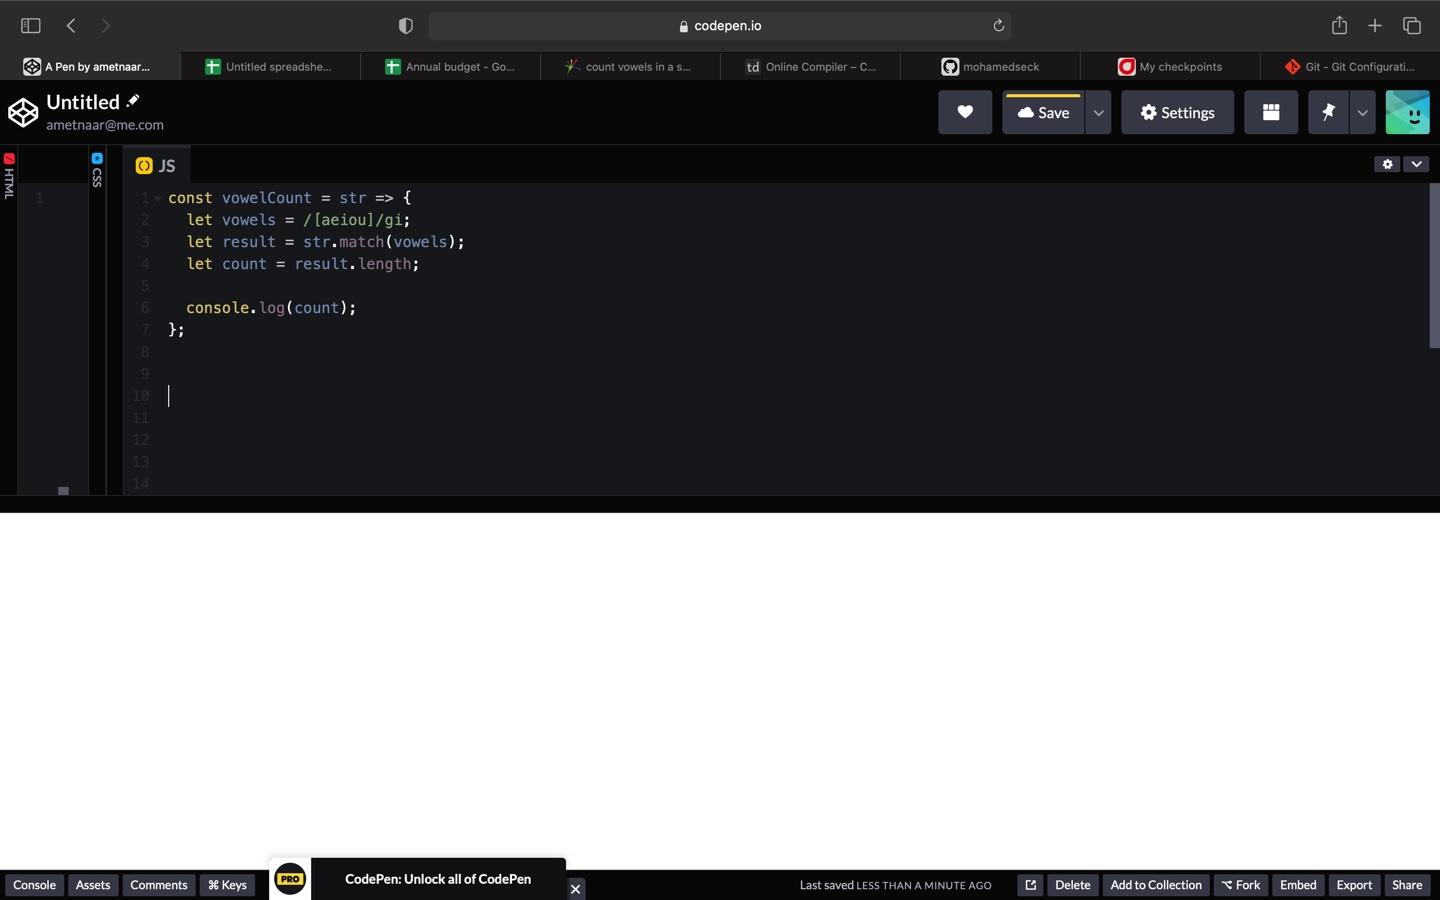 codepen.io
A Pen by ametnaar...
Untitled spreadshe...
Annual budget - Go...
count vowels in a s...
td Online Compiler – C...
mohamedseck
My checkpoints
Git - Git Configurati...
Untitled
ametnaar@me.com
Save
Settings
HTML
CSS
JS
1
1 const vowelCount = str => {
2 let vowels = /[aeiou]/gi;
3 let result = str.match(vowels);
4 let count = result.length;
5
6 console.log(count);
7 };
8
9
10
11
12
13
14
Console
Assets
Comments
⌘ Keys
PRO
CodePen: Unlock all of CodePen
Last saved LESS THAN A MINUTE AGO
Delete
Add to Collection
⌥ Fork
Embed
Export
Share